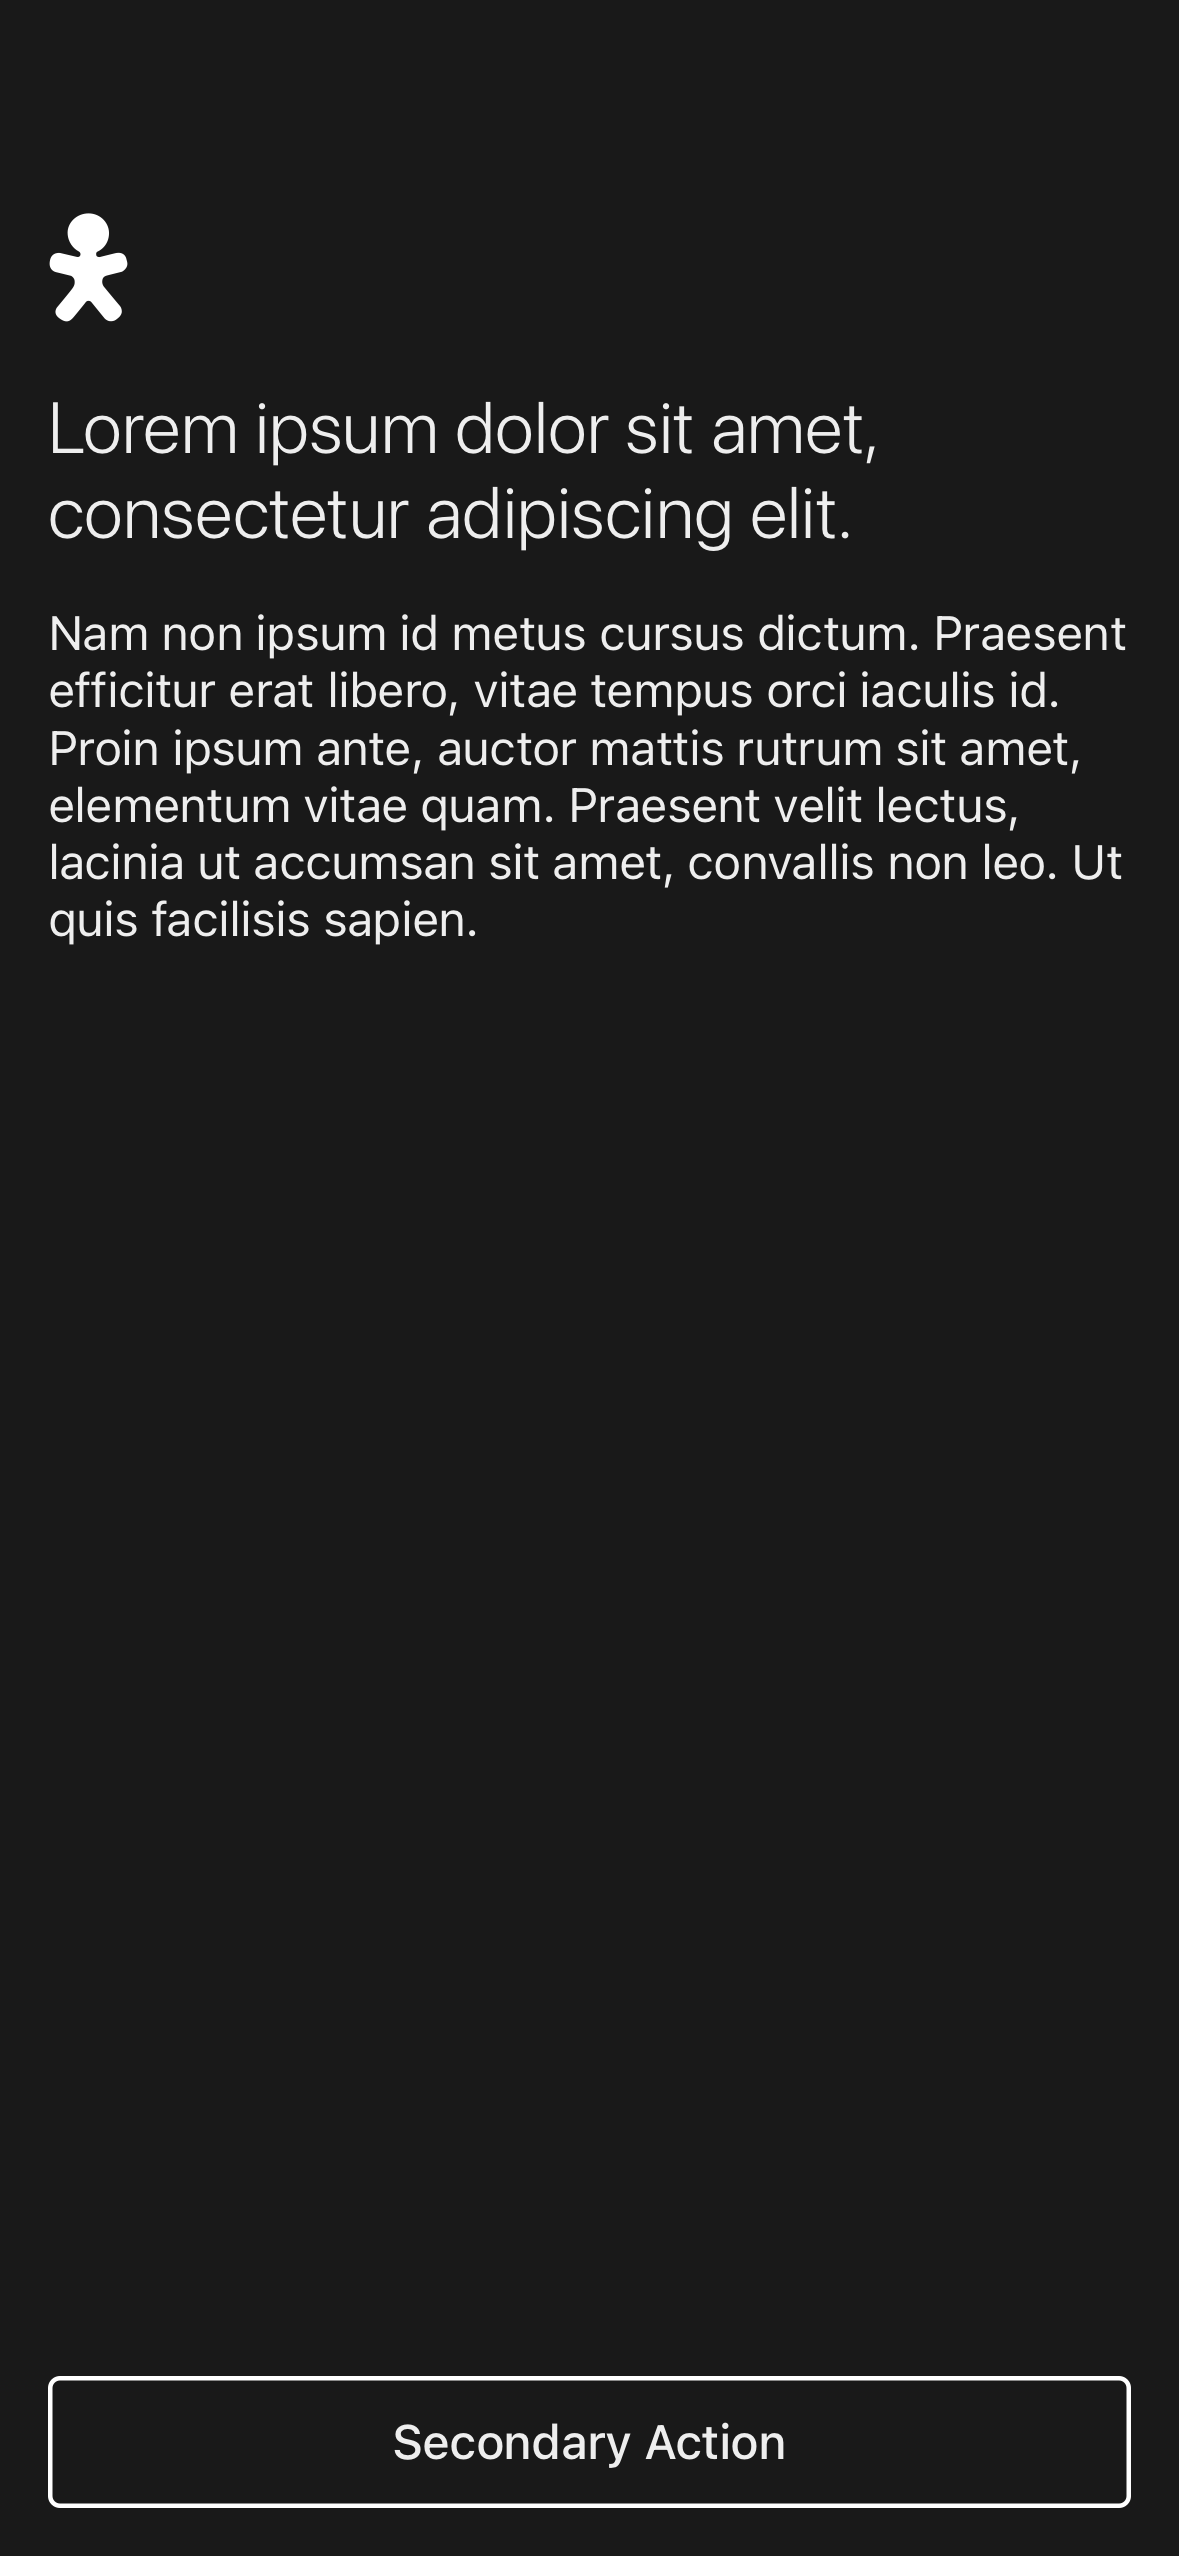 Lorem ipsum dolor sit amet,
consectetur adipiscing elit.
Nam non ipsum id metus cursus dictum. Praesent
efficitur erat libero, vitae tempus orci iaculis id.
Proin ipsum ante, auctor mattis rutrum sit amet,
elementum vitae quam. Praesent velit lectus,
lacinia ut accumsan sit amet, convallis non leo. Ut
quis facilisis sapien.
Secondary Action